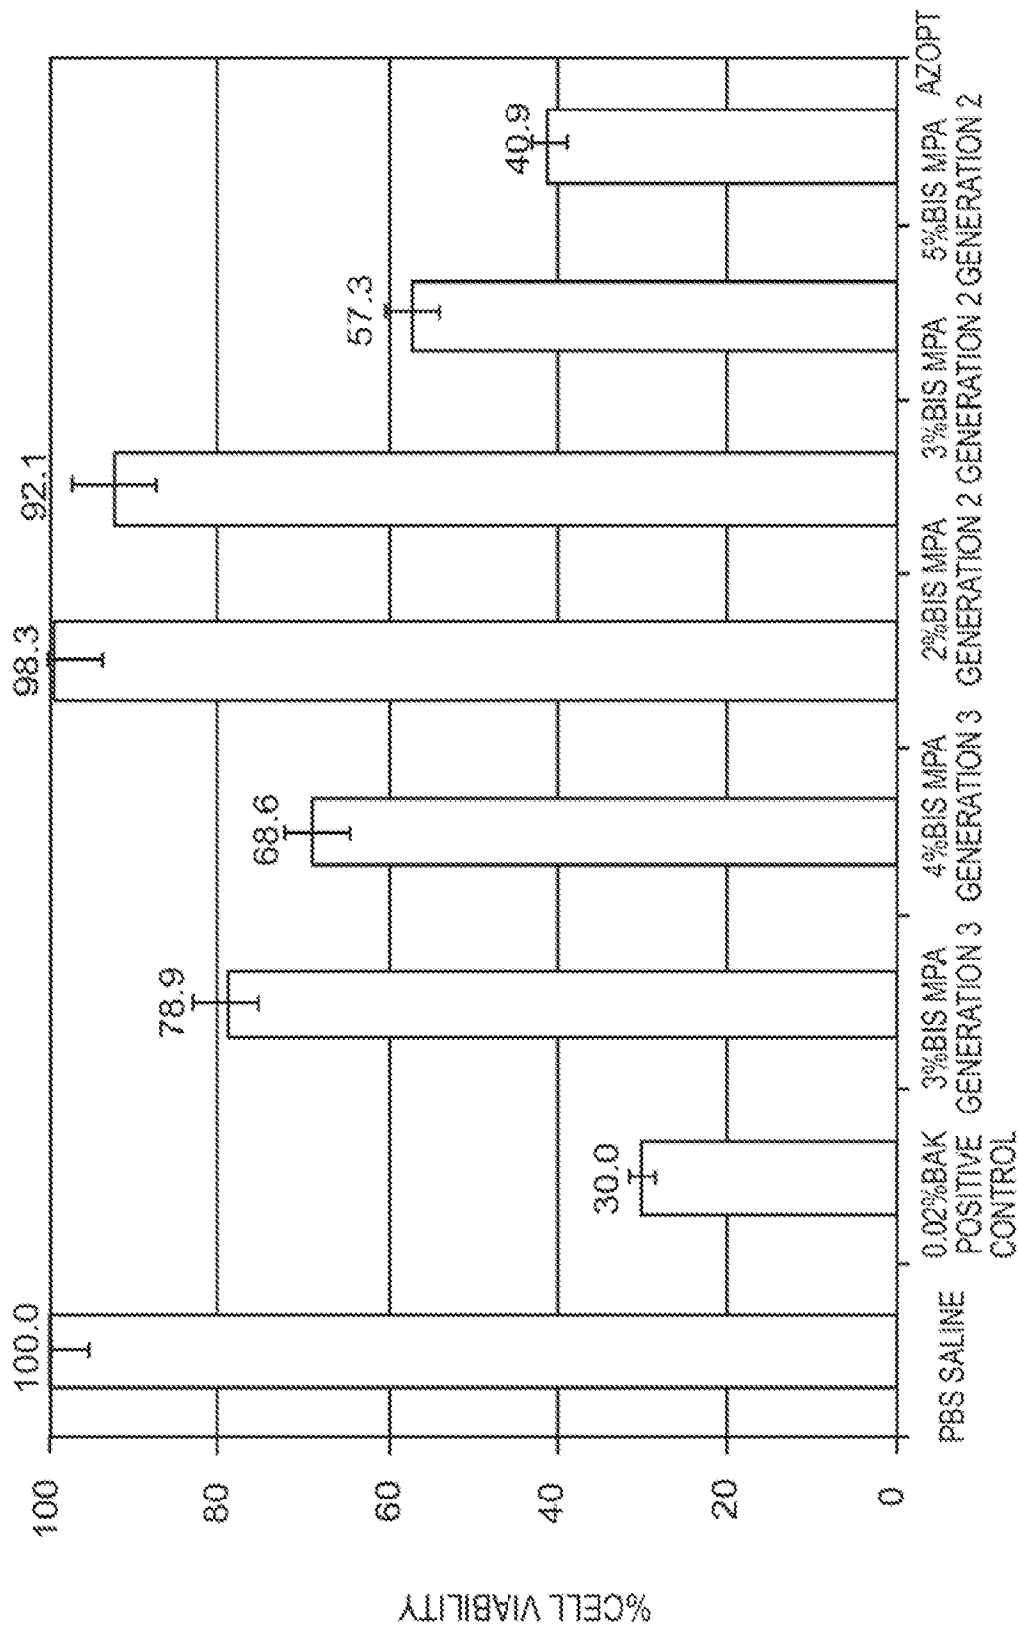 %CELL VIABILITY
100
80
60
40
20
0
100.0
30.0
78.9
68.6
98.3
92.1
57.3
40.9
PBS SALINE
0.02%BAK
POSITIVE
CONTROL
3%BIS MPA
GENERATION 3
4%BIS MPA
GENERATION 3
2%BIS MPA
GENERATION 2
3%BIS MPA
GENERATION 2
5%BIS MPA
GENERATION 2
GENERATION 2
AZOPT